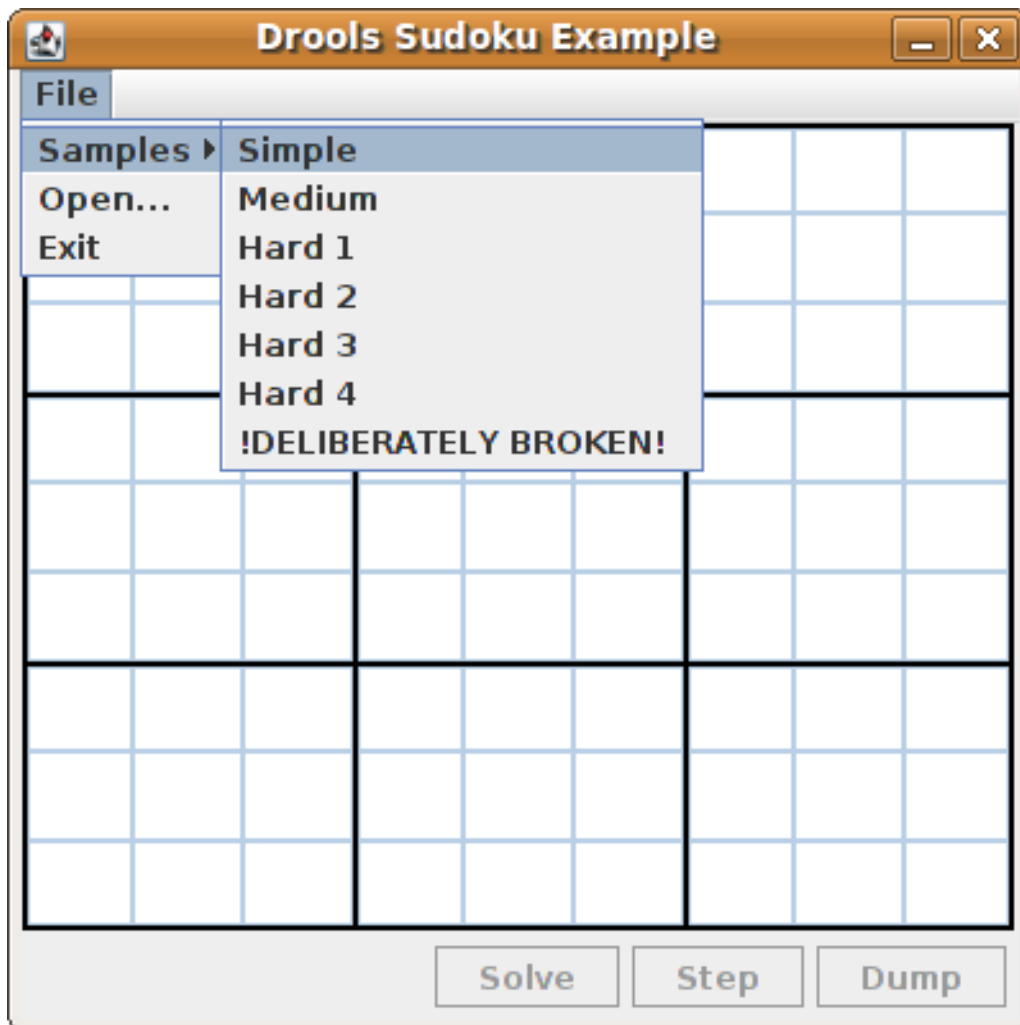 Drools Sudoku Example
File
Samples
Open...
Exit
Simple
Medium
Hard 1
Hard 2
Hard 3
Hard 4
!DELIBERATELY BROKEN!
Solve Step Dump